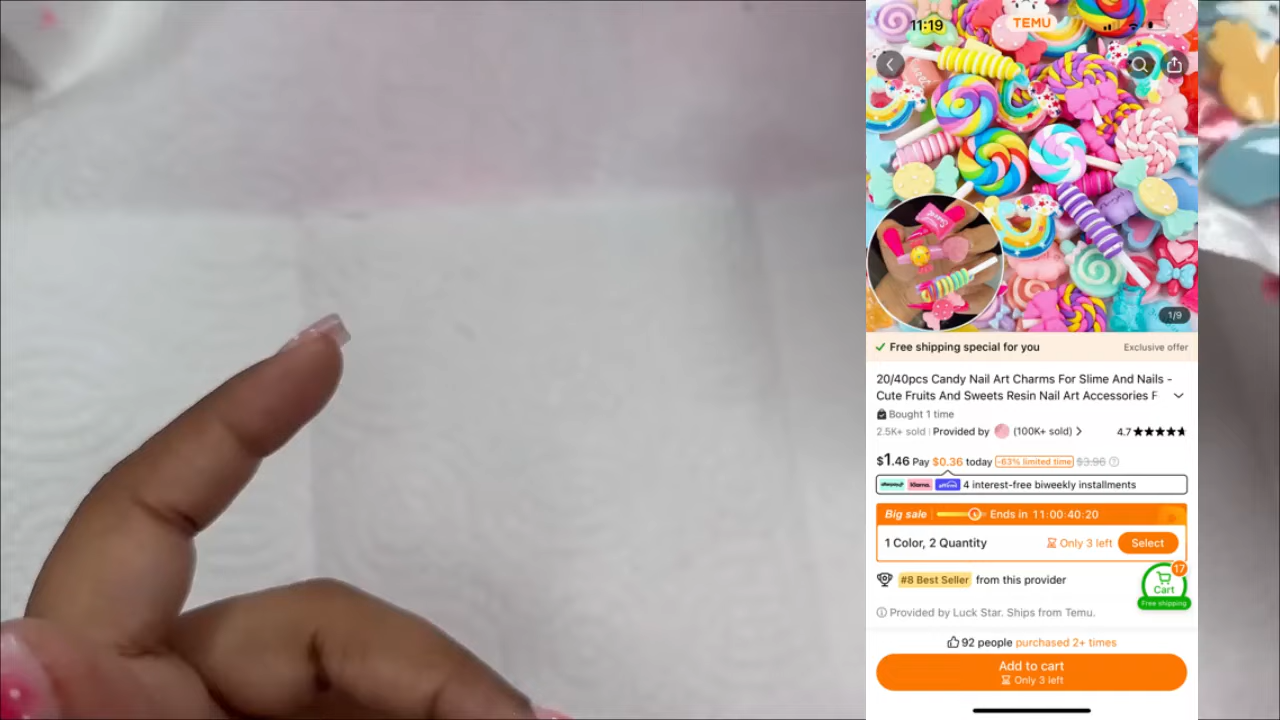 11:19
TEMU
1/9
Free shipping special for you
Exclusive offer
20/40pcs Candy Nail Art Charms For Slime And Nails -
Cute Fruits And Sweets Resin Nail Art Accessories F
Bought 1 time
2.5K+ sold Provided by (100K+ sold) 4.7
$1.46 Pay $0.36 today -63% limited time $3.96
Klarna affirm 4 interest-free biweekly installments
Big sale Ends in 11:00:40:20
1 Color, 2 Quantity Only 3 left Select
#8 Best Seller from this provider
17
Cart
Free shipping
Provided by Luck Star. Ships from Temu.
92 people purchased 2+ times
Add to cart
Only 3 left